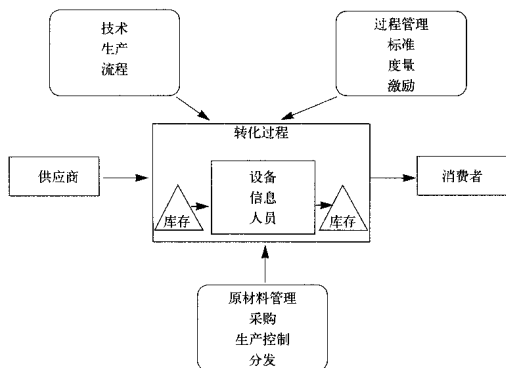 技术
生产
流程
过程管理
标准
度量
激励
转化过程
供应商
设备
信息
人员
库存
库存
消费者
原材料管理
采购
生产控制
分发